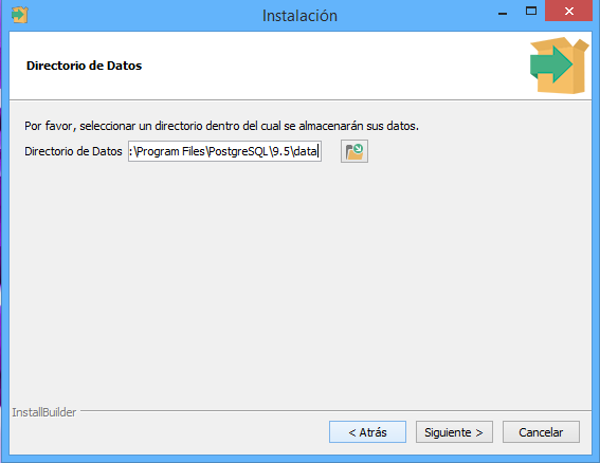 Instalación
Directorio de Datos
Por favor, seleccionar un directorio dentro del cual se almacenarán sus datos.
Directorio de Datos :\Program Files\PostgreSQL\9.5\data
InstallBuilder
< Atrás Siguiente > Cancelar